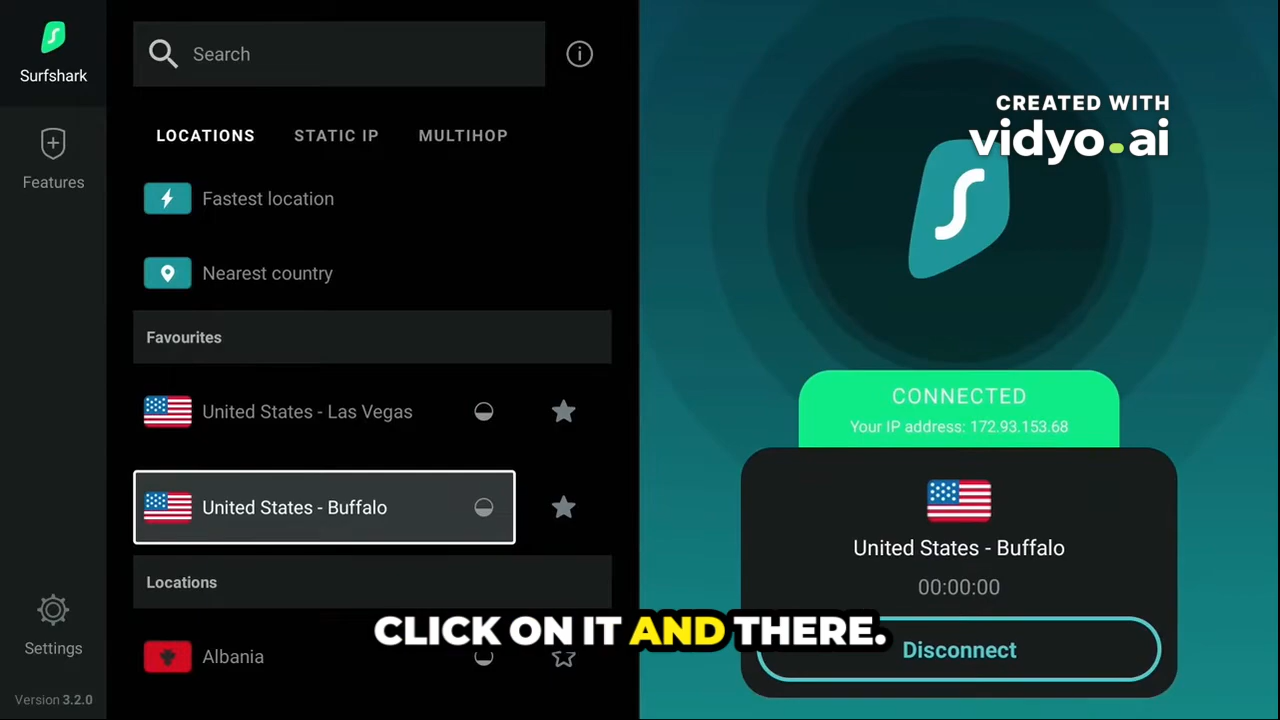 Surfshark
Features
Settings
Version 3.2.0
Search
LOCATIONS
STATIC IP
MULTIHOP
Fastest location
Nearest country
Favourites
United States - Las Vegas
United States - Buffalo
Locations
Albania
CREATED WITH
vidyo.ai
CONNECTED
Your IP address: 172.93.153.68
United States - Buffalo
00:00:00
Disconnect
CLICK ON IT AND THERE.